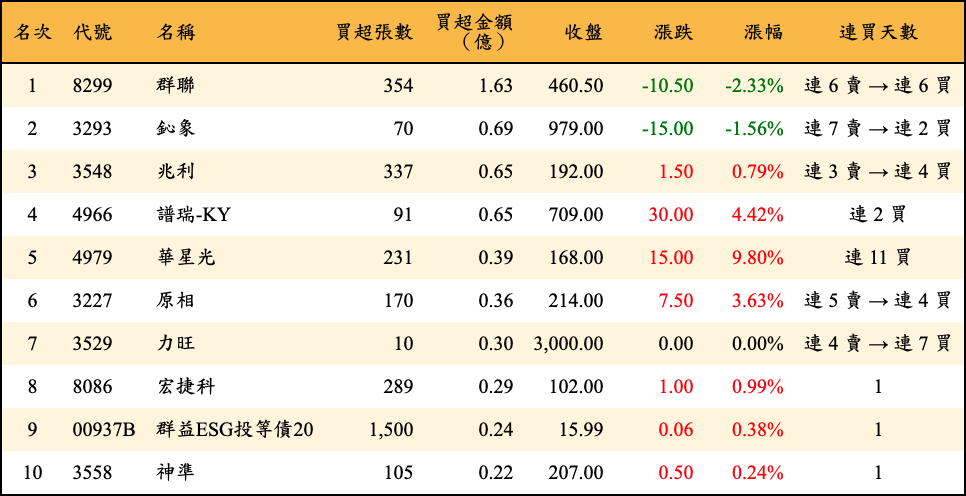 名次 代號 名稱 買超張數 買超金額（億） 收盤 漲跌 漲幅 連買天數
1 8299 群聯 354 1.63 460.50 -10.50 -2.33% 連 6 賣 → 連 6 買
2 3293 鈊象 70 0.69 979.00 -15.00 -1.56% 連 7 賣 → 連 2 買
3 3548 兆利 337 0.65 192.00 1.50 0.79% 連 3 賣 → 連 4 買
4 4966 譜瑞-KY 91 0.65 709.00 30.00 4.42% 連 2 買
5 4979 華星光 231 0.39 168.00 15.00 9.80% 連 11 買
6 3227 原相 170 0.36 214.00 7.50 3.63% 連 5 賣 → 連 4 買
7 3529 力旺 10 0.30 3,000.00 0.00 0.00% 連 4 賣 → 連 7 買
8 8086 宏捷科 289 0.29 102.00 1.00 0.99% 1
9 00937B 群益ESG投等債20 1,500 0.24 15.99 0.06 0.38% 1
10 3558 神準 105 0.22 207.00 0.50 0.24% 1